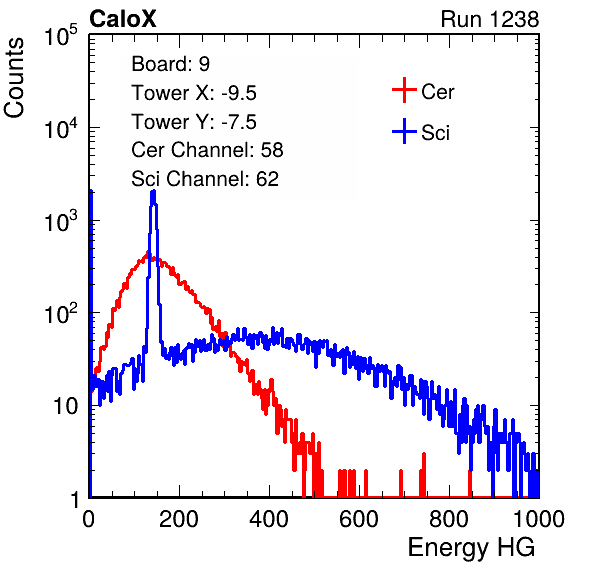 CaloX Run 1238
Counts
10^5
10^4
10^3
10^2
10
1
Board: 9
Tower X: -9.5
Tower Y: -7.5
Cer Channel: 58
Sci Channel: 62
Cer
Sci
0 200 400 600 800 1000
Energy HG